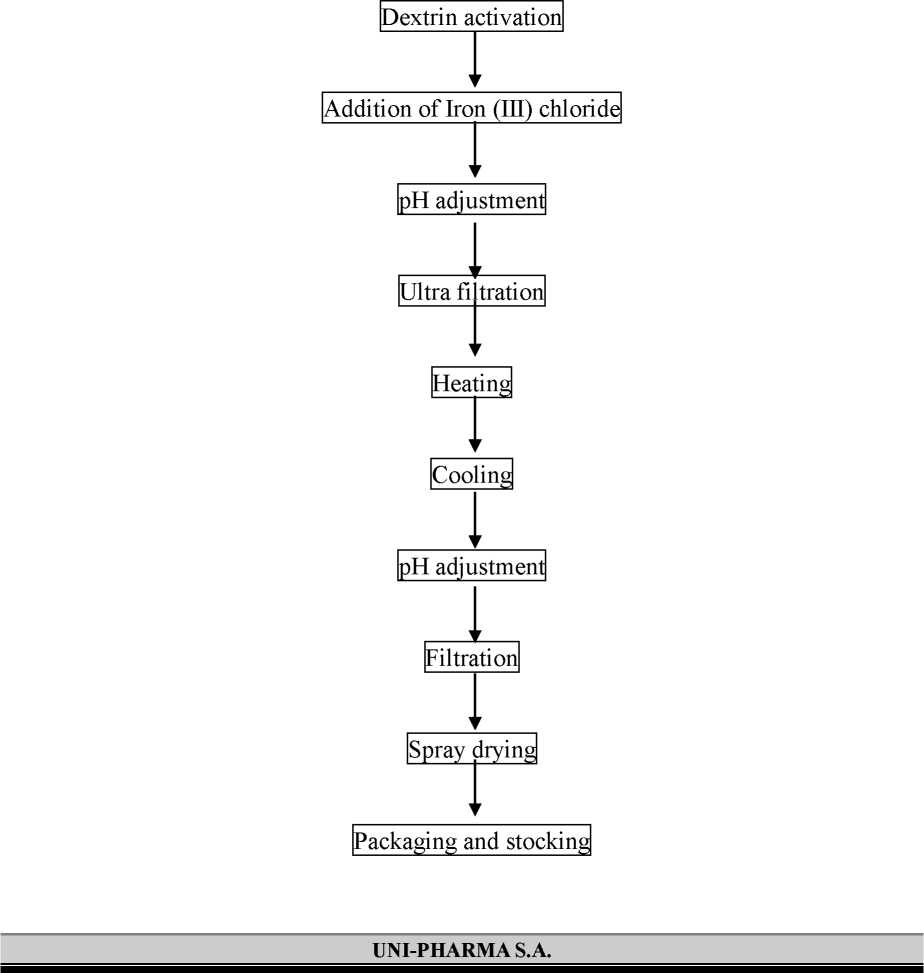 Dextrin activation
Addition of Iron (III) chloride
pH adjustment
Ultra filtration
Heating
Cooling
pH adjustment
Filtration
Spray drying
Packaging and stocking
UNI-PHARMA S.A.